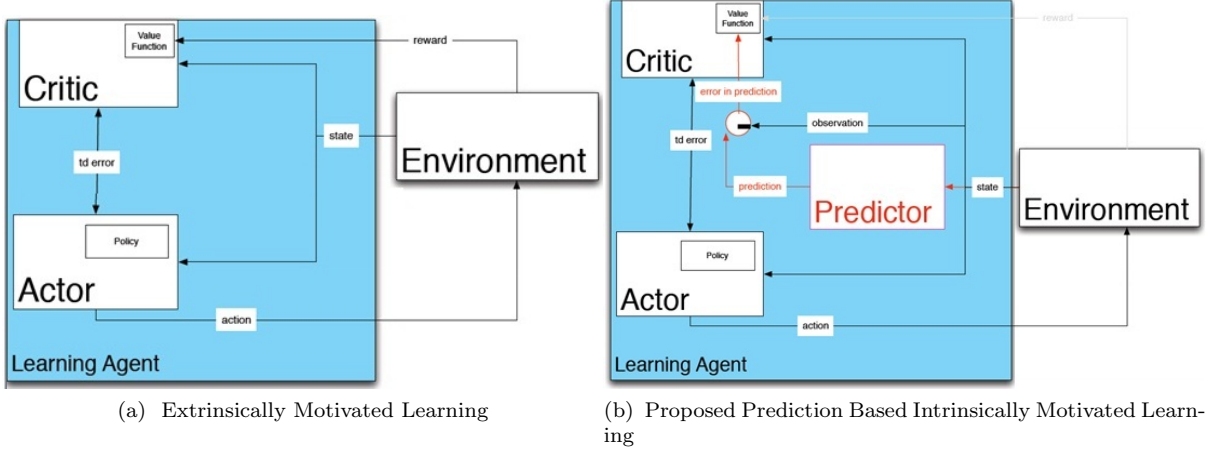 Value
Function
Critic
reward
state
td error
Environment
Policy
Actor
action
Learning Agent
(a) Extrinsically Motivated Learning
reward
Value
Function
Critic
error in prediction
observation
td error
prediction
Predictor
state
Environment
Policy
Actor
action
Learning Agent
(b) Proposed Prediction Based Intrinsically Motivated Learn-
ing